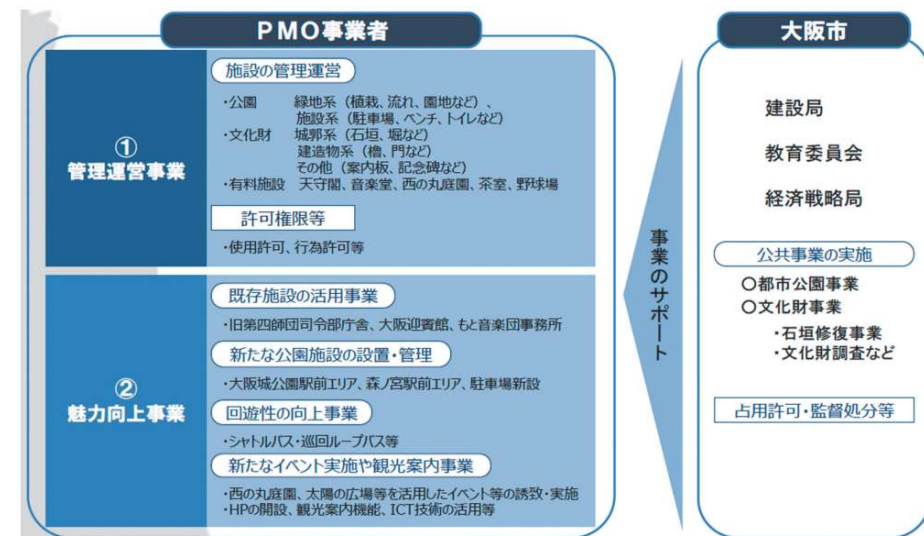 PMO事業者
①
管理運営事業
施設の管理運営
・公園　緑地系（植栽、流れ、園地など）、
施設系（駐車場、ベンチ、トイレなど）
・文化財　城郭系（石垣、堀など）
建造物系（櫓、門など）
その他（案内板、記念碑など）
・有料施設　天守閣、音楽堂、西の丸庭園、茶室、野球場
許可権限等
・使用許可、行為許可等
②
魅力向上事業
既存施設の活用事業
・旧第四師団司令部庁舎、大阪迎賓館、もと音楽団事務所
新たな公園施設の設置・管理
・大阪城公園駅前エリア、森ノ宮駅前エリア、駐車場新設
回遊性の向上事業
・シャトルバス・巡回ループバス等
新たなイベント実施や観光案内事業
・西の丸庭園、太陽の広場等を活用したイベント等の誘致・実施
・HPの開設、観光案内機能、ICT技術の活用等
事業のサポート
大阪市
建設局
教育委員会
経済戦略局
公共事業の実施
〇都市公園事業
〇文化財事業
・石垣修復事業
・文化財調査など
占用許可・監督処分等